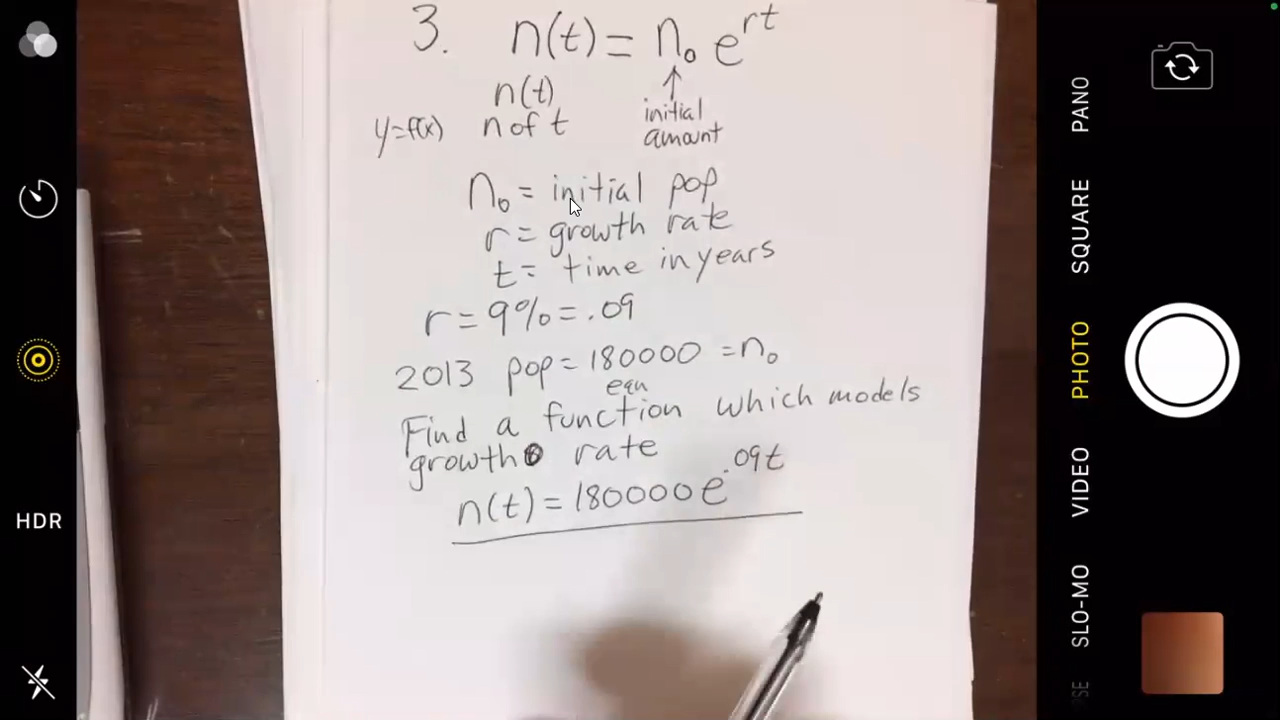 3. n(t) = n₀ e^rt
n(t)
y=f(x) n of t
initial
amount
n₀ = initial pop
r = growth rate
t = time in years
r = 9% = .09
2013 pop = 180000 = n₀
eqn
Find a function which models
growth rate
n(t) = 180000 e^.09t
HDR
PANO
SQUARE
PHOTO
VIDEO
SLO-MO